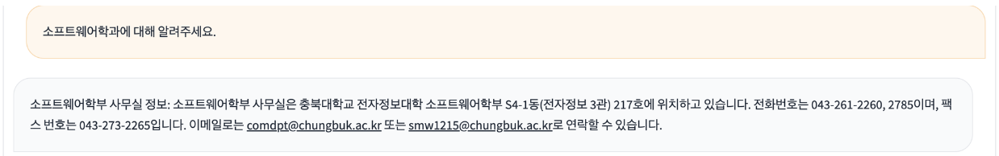 소프트웨어학과에 대해 알려주세요.
소프트웨어학부 사무실 정보: 소프트웨어학부 사무실은 충북대학교 전자정보대학 소프트웨어학부 S4-1동(전자정보 3관) 217호에 위치하고 있습니다. 전화번호는 043-261-2260, 2785이며, 팩
스 번호는 043-273-2265입니다. 이메일로는 comdpt@chungbuk.ac.kr 또는 smw1215@chungbuk.ac.kr로 연락할 수 있습니다.